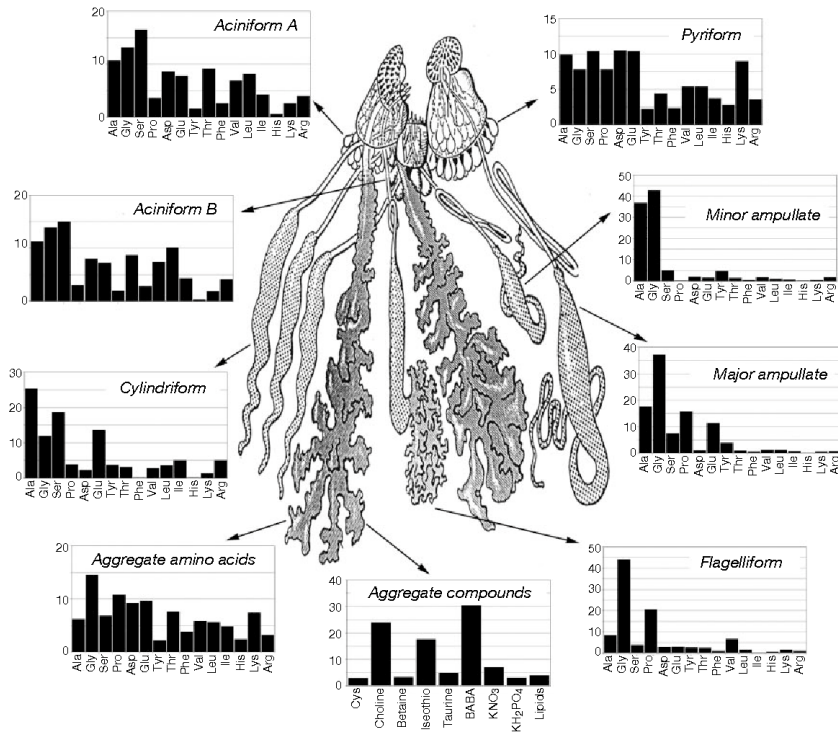 Aciniform A
20
10
0
Ala Gly Ser Pro Asp Glu Tyr Thr Phe Val Leu Ile His Lys Arg
Pyriform
15
10
5
0
Ala Gly Ser Pro Asp Glu Tyr Thr Phe Val Leu Ile His Lys Arg
Aciniform B
20
10
0
Minor ampullate
50
40
30
20
10
0
Ala Gly Ser Pro Asp Glu Tyr Thr Phe Val Leu Ile His Lys Arg
Cylindriform
30
20
10
0
Ala Gly Ser Pro Asp Glu Tyr Thr Phe Val Leu Ile His Lys Arg
Major ampullate
40
30
20
10
0
Ala Gly Ser Pro Asp Glu Tyr Thr Phe Val Leu Ile His Lys Arg
Aggregate amino acids
20
10
0
Ala Gly Ser Pro Asp Glu Tyr Thr Phe Val Leu Ile His Lys Arg
Aggregate compounds
40
30
20
10
0
Cys Choline Betaine Iseothio Taurine BABA KNO3 KH2PO4 Lipids
Flagelliform
50
40
30
20
10
0
Ala Gly Ser Pro Asp Glu Tyr Thr Phe Val Leu Ile His Lys Arg